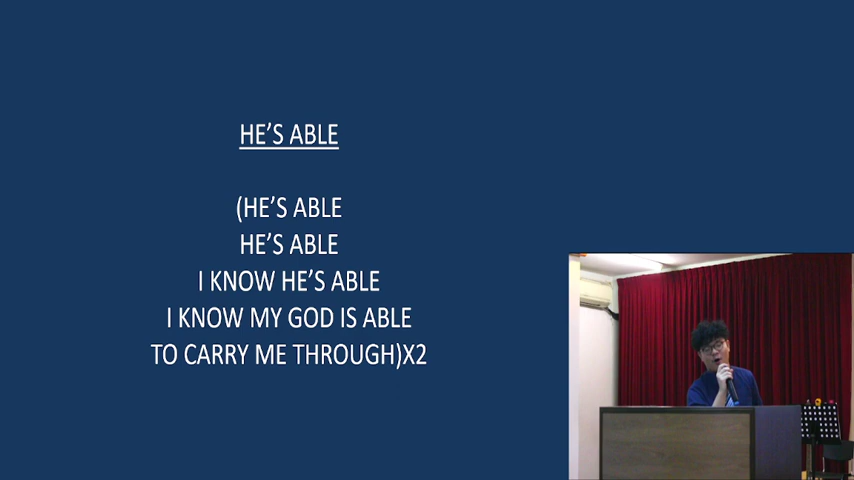 HE'S ABLE
(HE'S ABLE
HE'S ABLE
I KNOW HE'S ABLE
I KNOW MY GOD IS ABLE
TO CARRY ME THROUGH)X2